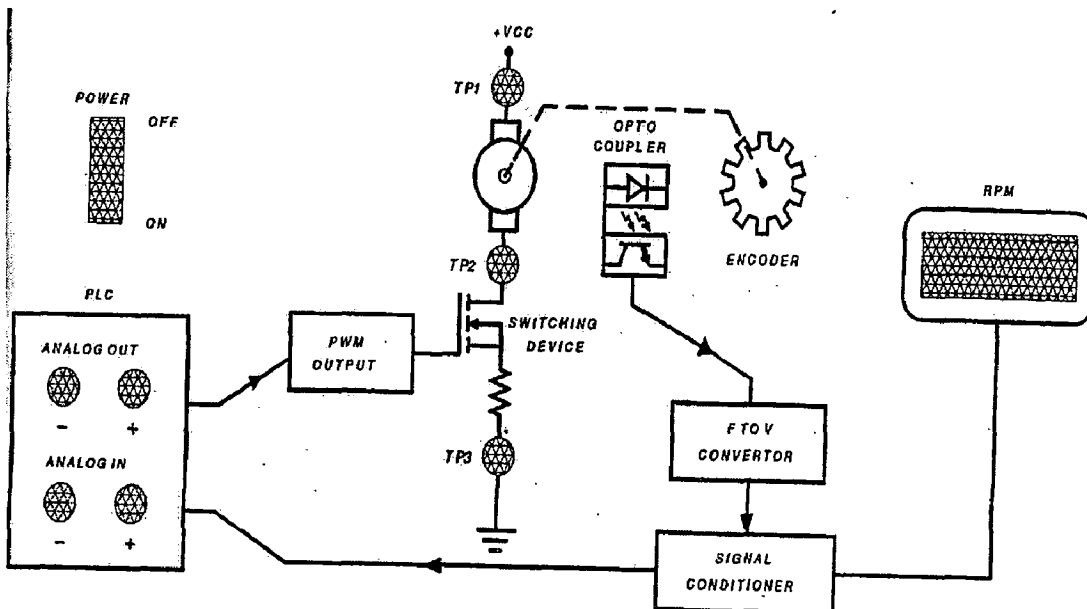 +VCC
TP1
POWER
OFF
ON
OPTO
COUPLER
ENCODER
RPM
TP2
SWITCHING
DEVICE
PLC
ANALOG OUT
- +
ANALOG IN
- +
PWM
OUTPUT
TP3
F TO V
CONVERTOR
SIGNAL
CONDITIONER